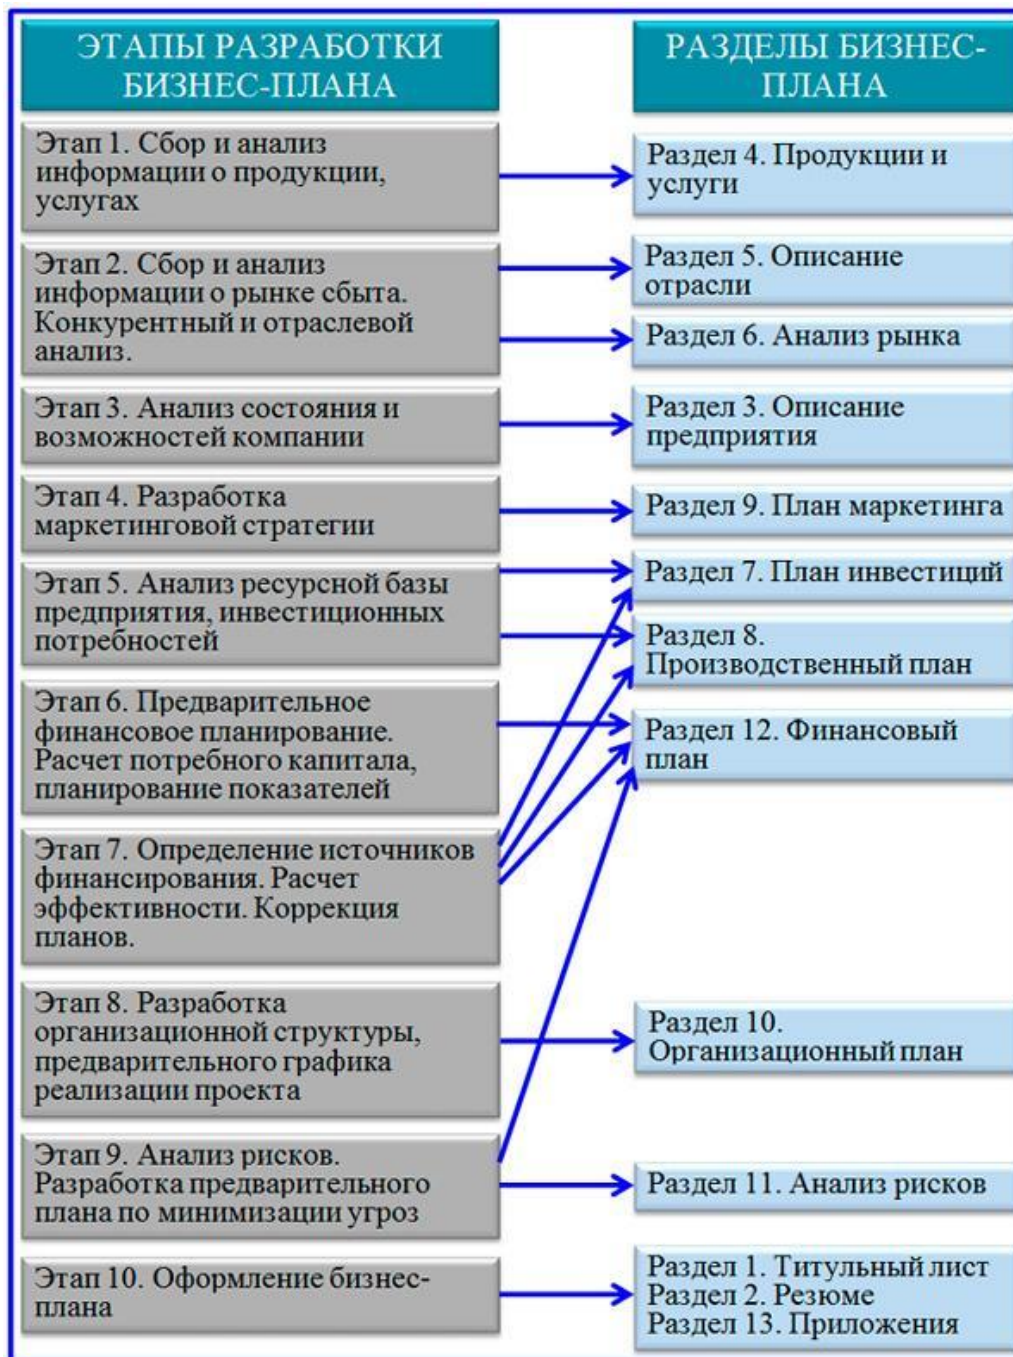 ЭТАПЫ РАЗРАБОТКИ
БИЗНЕС-ПЛАНА
РАЗДЕЛЫ БИЗНЕС-
ПЛАНА
Этап 1. Сбор и анализ
информации о продукции,
услугах
Раздел 4. Продукции и
услуги
Этап 2. Сбор и анализ
информации о рынке сбыта.
Конкурентный и отраслевой
анализ.
Раздел 5. Описание
отрасли
Раздел 6. Анализ рынка
Этап 3. Анализ состояния и
возможностей компании
Раздел 3. Описание
предприятия
Этап 4. Разработка
маркетинговой стратегии
Раздел 9. План маркетинга
Этап 5. Анализ ресурсной базы
предприятия, инвестиционных
потребностей
Раздел 7. План инвестиций
Раздел 8.
Производственный план
Этап 6. Предварительное
финансовое планирование.
Расчет потребного капитала,
планирование показателей
Раздел 12. Финансовый
план
Этап 7. Определение источников
финансирования. Расчет
эффективности. Коррекция
планов.
Этап 8. Разработка
организационной структуры,
предварительного графика
реализации проекта
Раздел 10.
Организационный план
Этап 9. Анализ рисков.
Разработка предварительного
плана по минимизации угроз
Раздел 11. Анализ рисков
Этап 10. Оформление бизнес-
плана
Раздел 1. Титульный лист
Раздел 2. Резюме
Раздел 13. Приложения